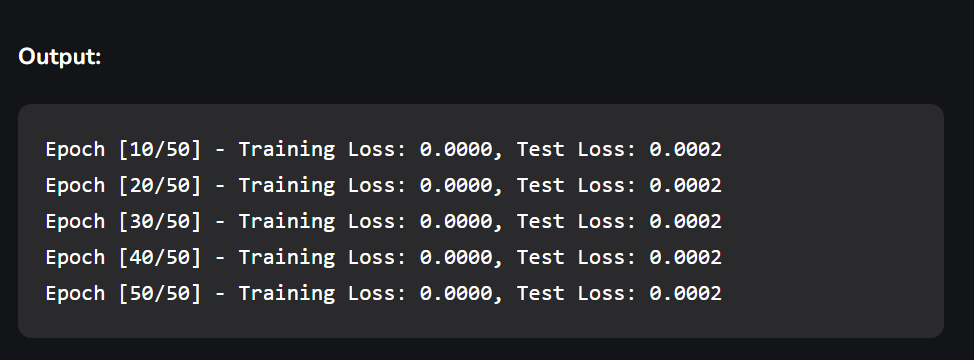 Output:
Epoch [10/50] - Training Loss: 0.0000, Test Loss: 0.0002
Epoch [20/50] - Training Loss: 0.0000, Test Loss: 0.0002
Epoch [30/50] - Training Loss: 0.0000, Test Loss: 0.0002
Epoch [40/50] - Training Loss: 0.0000, Test Loss: 0.0002
Epoch [50/50] - Training Loss: 0.0000, Test Loss: 0.0002